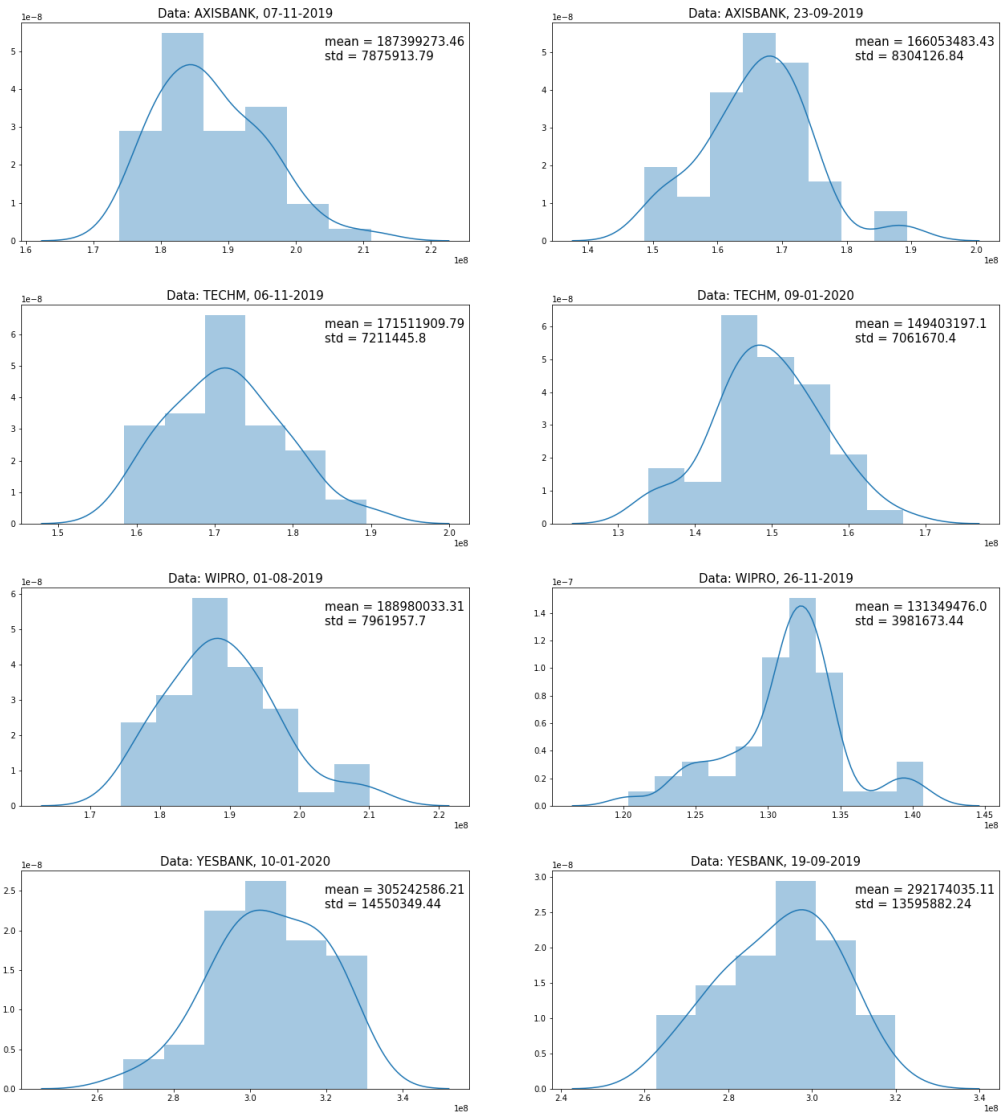 Data: AXISBANK, 07-11-2019
1e−8
mean = 187399273.46
std = 7875913.79
5
4
3
2
1
0
1.6 1.7 1.8 1.9 2.0 2.1 2.2
1e8
Data: AXISBANK, 23-09-2019
1e−8
mean = 166053483.43
std = 8304126.84
5
4
3
2
1
0
1.4 1.5 1.6 1.7 1.8 1.9 2.0
1e8
Data: TECHM, 06-11-2019
1e−8
mean = 171511909.79
std = 7211445.8
6
5
4
3
2
1
0
1.5 1.6 1.7 1.8 1.9 2.0
1e8
Data: TECHM, 09-01-2020
1e−8
mean = 149403197.1
std = 7061670.4
6
5
4
3
2
1
0
1.3 1.4 1.5 1.6 1.7
1e8
Data: WIPRO, 01-08-2019
1e−8
mean = 188980033.31
std = 7961957.7
6
5
4
3
2
1
0
1.7 1.8 1.9 2.0 2.1 2.2
1e8
Data: WIPRO, 26-11-2019
1e−7
mean = 131349476.0
std = 3981673.44
1.4
1.2
1.0
0.8
0.6
0.4
0.2
0.0
1.20 1.25 1.30 1.35 1.40 1.45
1e8
Data: YESBANK, 10-01-2020
1e−8
mean = 305242586.21
std = 14550349.44
2.5
2.0
1.5
1.0
0.5
0.0
2.6 2.8 3.0 3.2 3.4
1e8
Data: YESBANK, 19-09-2019
1e−8
mean = 292174035.11
std = 13595882.24
3.0
2.5
2.0
1.5
1.0
0.5
0.0
2.4 2.6 2.8 3.0 3.2 3.4
1e8